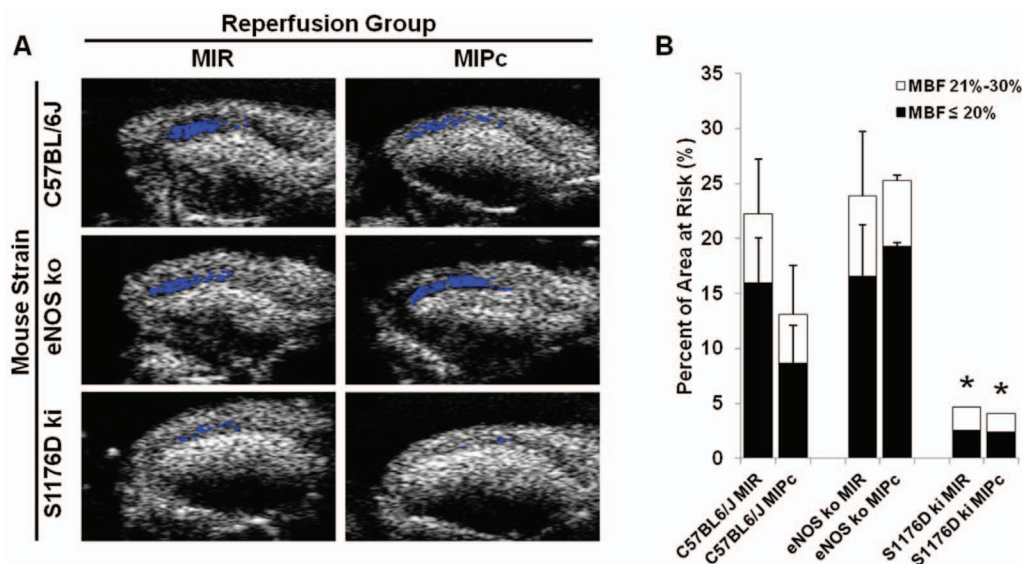 A
Reperfusion Group
MIR
MIPc
Mouse Strain
C57BL/6J
eNOS ko
S1176D ki
B
Percent of Area at Risk (%)
35
30
25
20
15
10
5
0
MBF 21%-30%
MBF ≤ 20%
* *
C57BL6/J MIR
C57BL6/J MIPc
eNOS ko MIR
eNOS ko MIPc
S1176D ki MIR
S1176D ki MIPc